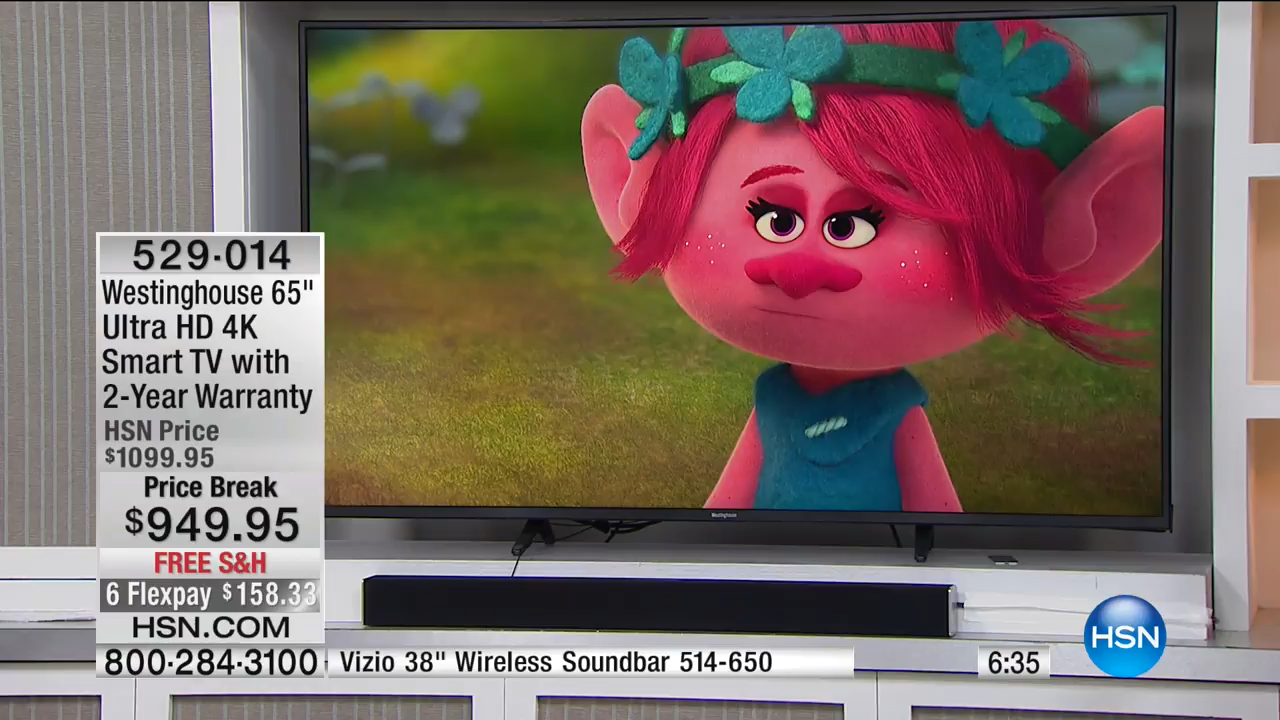 529-014
Westinghouse 65"
Ultra HD 4K
Smart TV with
2-Year Warranty
HSN Price
$1099.95
Price Break
$949.95
FREE S&H
6 Flexpay $158.33
HSN.COM
800-284-3100
Vizio 38" Wireless Soundbar 514-650
6:35
HSN
Westinghouse